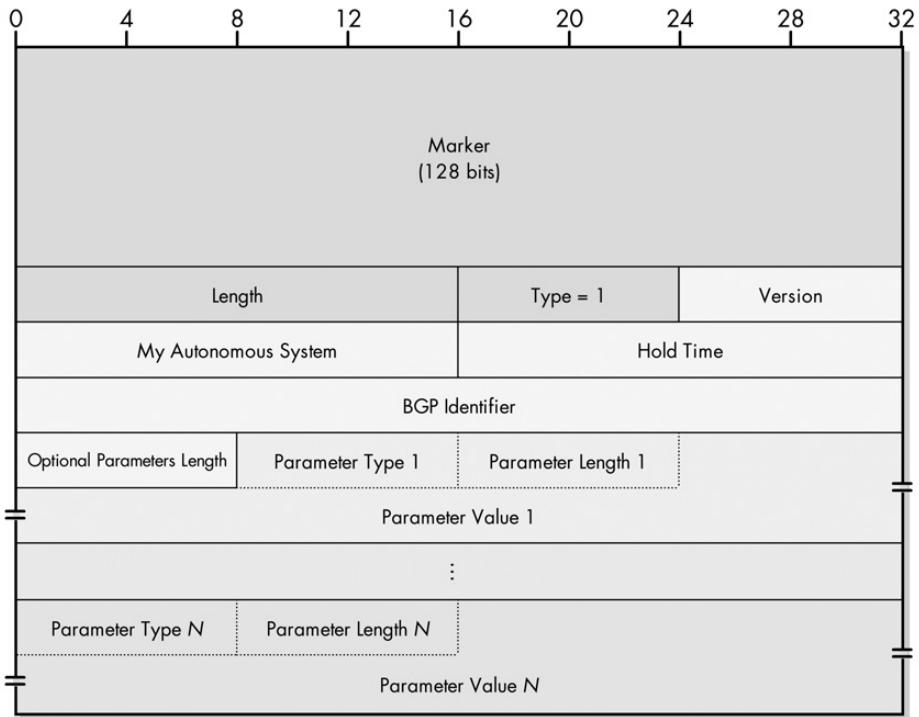 0 4 8 12 16 20 24 28 32
Marker
(128 bits)
Length Type = 1 Version
My Autonomous System Hold Time
BGP Identifier
Optional Parameters Length Parameter Type 1 Parameter Length 1
Parameter Value 1
⋮
Parameter Type N Parameter Length N
Parameter Value N